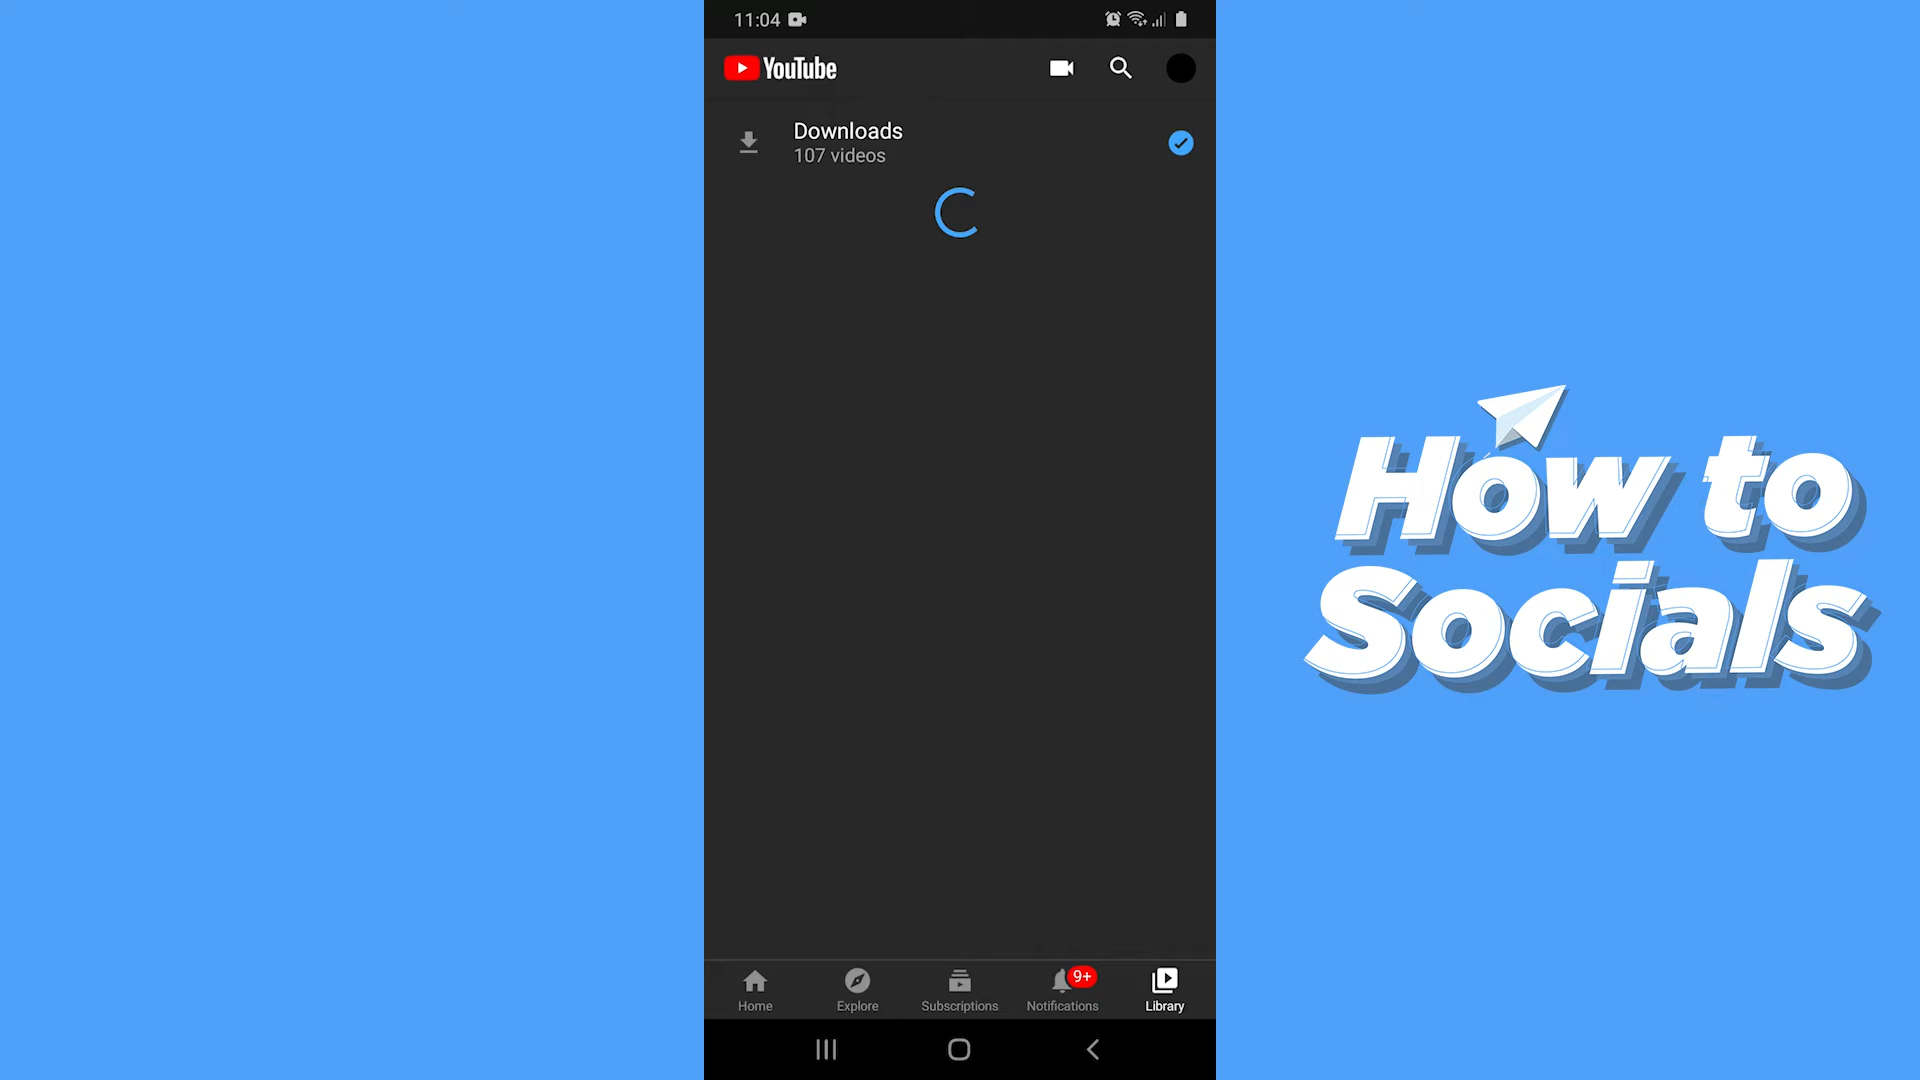 11:04
YouTube
Downloads
107 videos
How to
Socials
9+
Home
Explore
Subscriptions
Notifications
Library